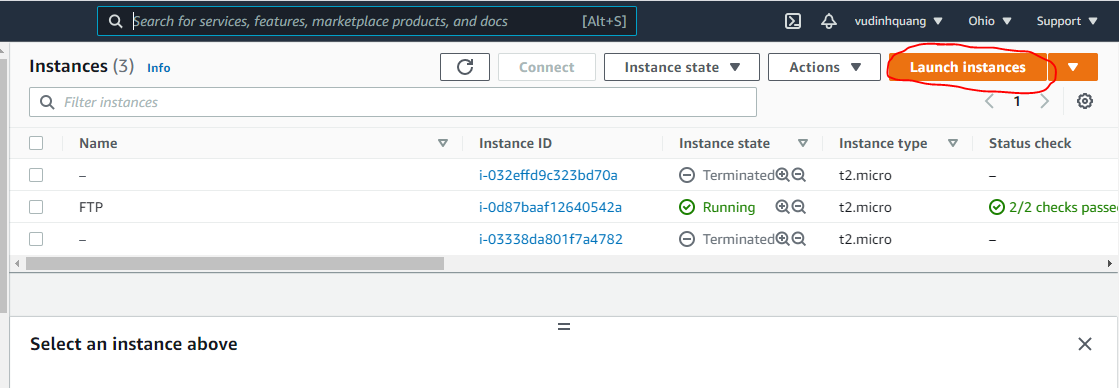 Search for services, features, marketplace products, and docs [Alt+S] vudinhquang Ohio Support
Instances (3) Info Connect Instance state Actions Launch instances
Filter instances 1
Name Instance ID Instance state Instance type Status check
– i-032effd9c323bd70a Terminated t2.micro –
FTP i-0d87baaf12640542a Running t2.micro 2/2 checks passe
– i-03338da801f7a4782 Terminated t2.micro –
Select an instance above